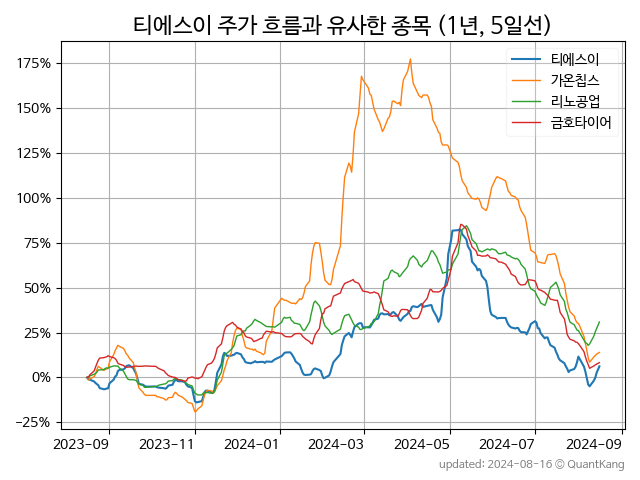 티에스이 주가 흐름과 유사한 종목 (1년, 5일선)
티에스이
가온칩스
리노공업
금호타이어
175%
150%
125%
100%
75%
50%
25%
0%
−25%
2023-09 2023-11 2024-01 2024-03 2024-05 2024-07 2024-09
updated: 2024-08-16 © QuantKang